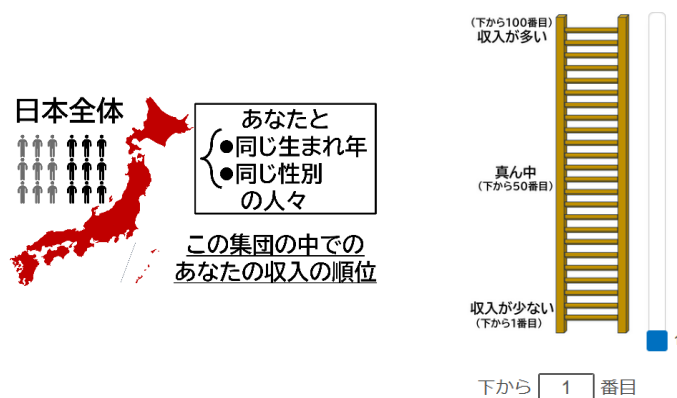 日本全体
あなたと
●同じ生まれ年
●同じ性別
の人々
この集団の中での
あなたの収入の順位
(下から100番目)
収入が多い
真ん中
(下から50番目)
収入が少ない
(下から1番目)
下から 1 番目